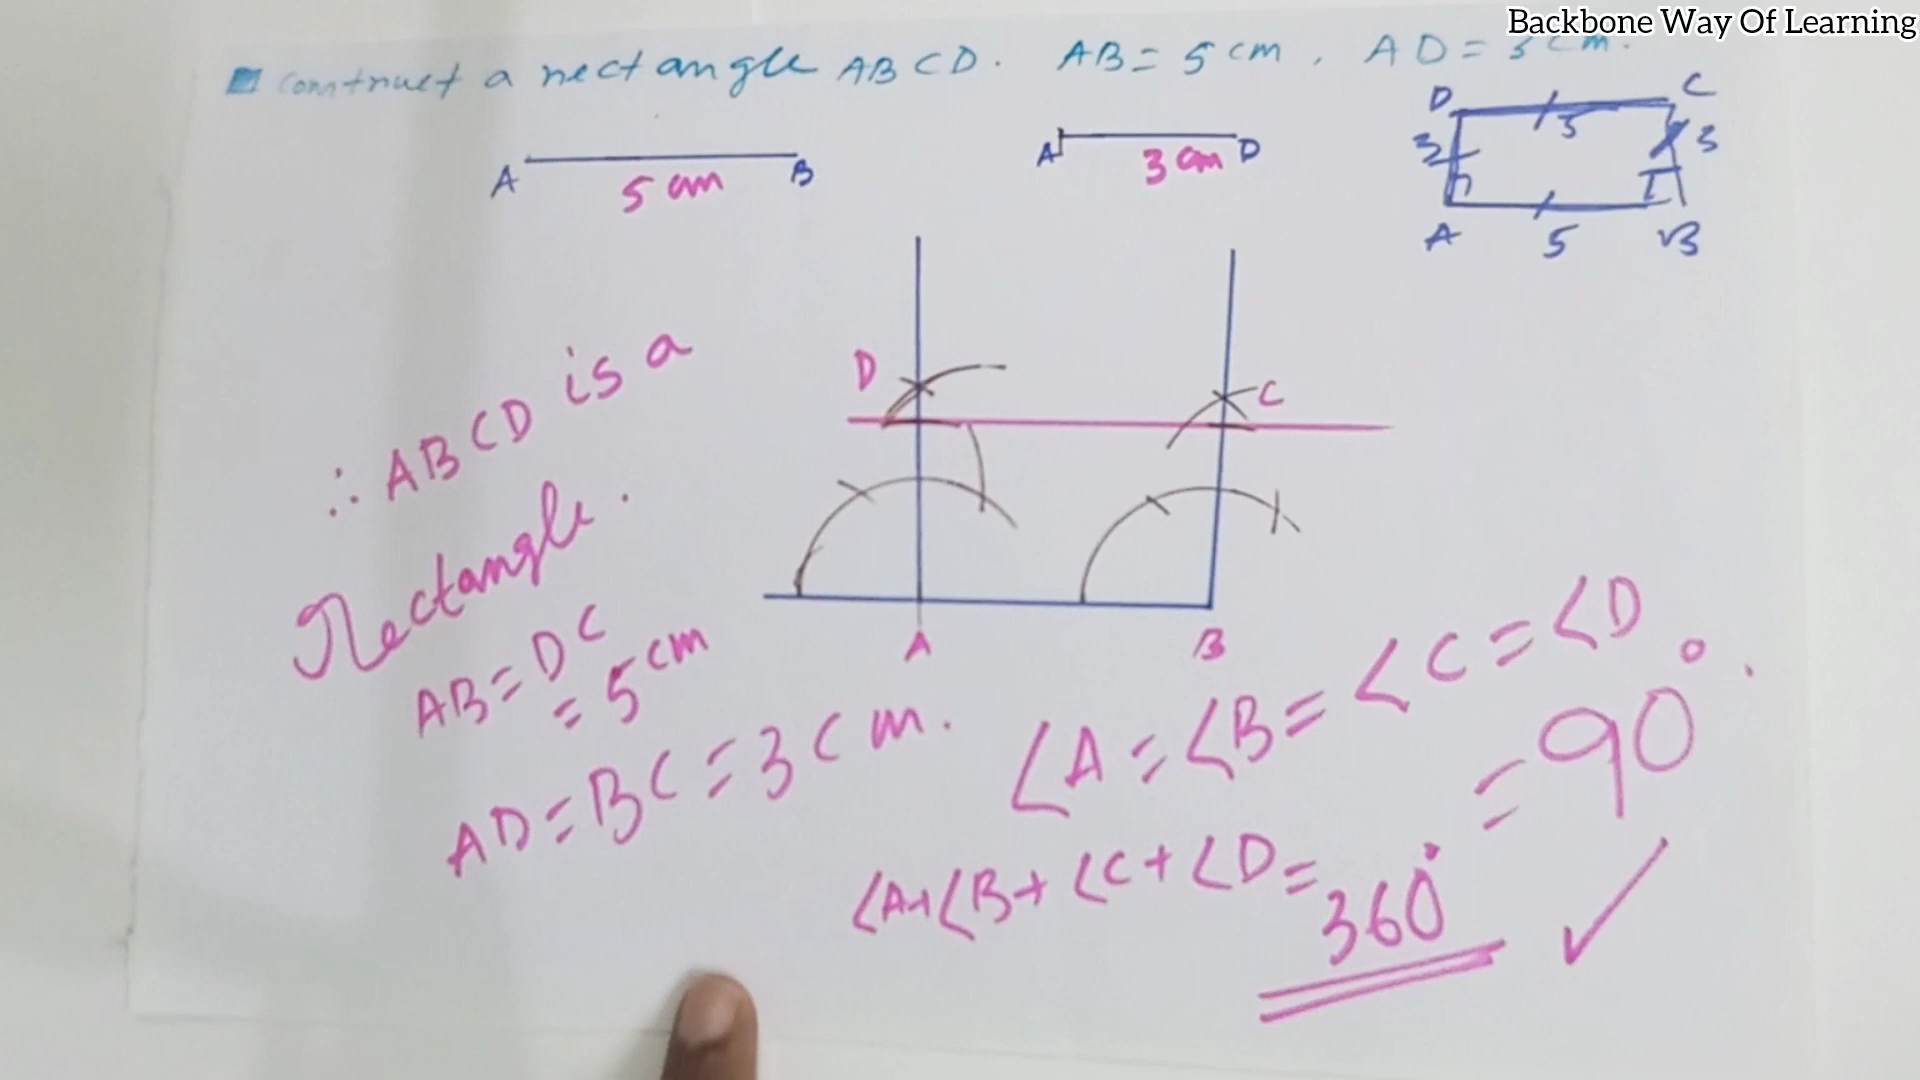 Backbone Way Of Learning
Construct a rectangle ABCD. AB = 5 cm, AD = 3 cm.
A B
5 cm
A D
3 cm
D C
5
3 3
A 5 B
D C
A B
∴ ABCD is a
Rectangle.
AB = DC
= 5 cm
AD = BC = 3 cm.
∠A = ∠B = ∠C = ∠D
= 90°.
∠A+∠B+∠C+∠D =
360°